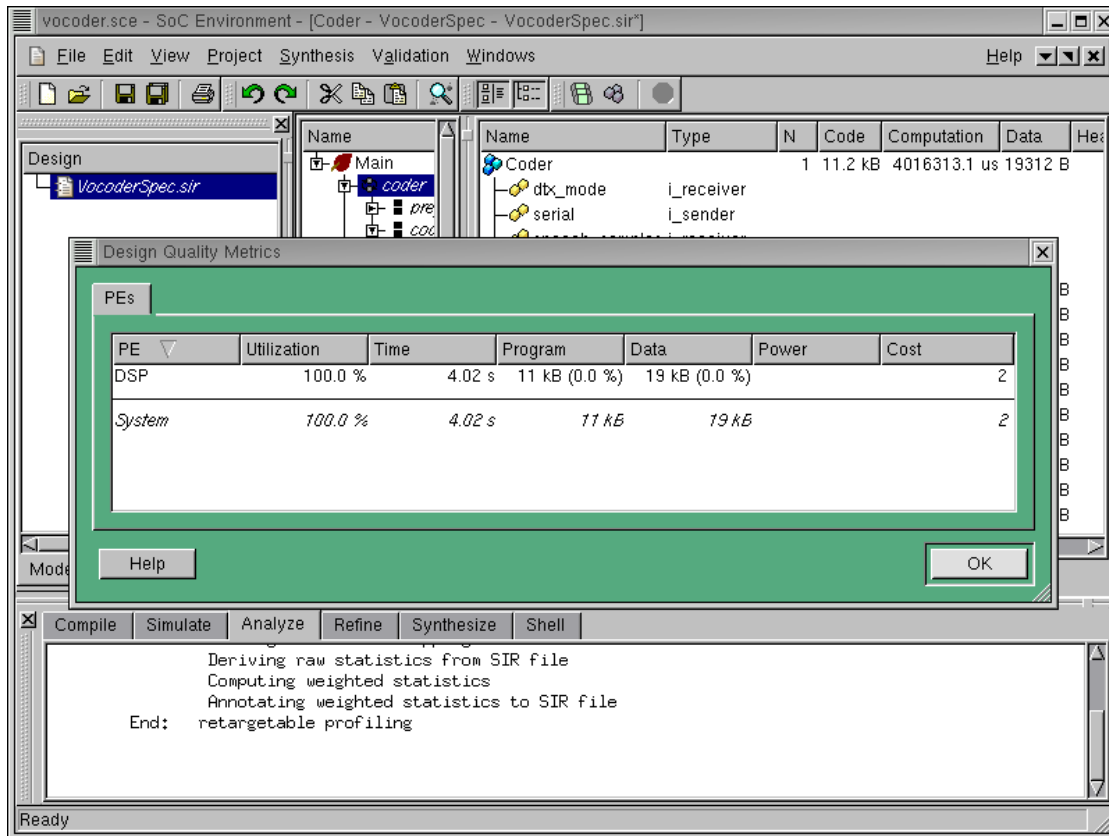 vocoder.sce - SoC Environment - [Coder - VocoderSpec - VocoderSpec.sir*]
File Edit View Project Synthesis Validation Windows Help
Design
VocoderSpec.sir
Name
Main
coder
Name Type N Code Computation Data
Coder 1 11.2 kB 4016313.1 us 19312 B
dtx_mode i_receiver
serial i_sender
Design Quality Metrics
PEs
PE Utilization Time Program Data Power Cost
DSP 100.0 % 4.02 s 11 kB (0.0 %) 19 kB (0.0 %) 2
System 100.0 % 4.02 s 11 kB 19 kB 2
B
B
B
B
B
B
B
B
B
B
Help OK
Compile Simulate Analyze Refine Synthesize Shell
Deriving raw statistics from SIR file
Computing weighted statistics
Annotating weighted statistics to SIR file
End: retargetable profiling
Ready